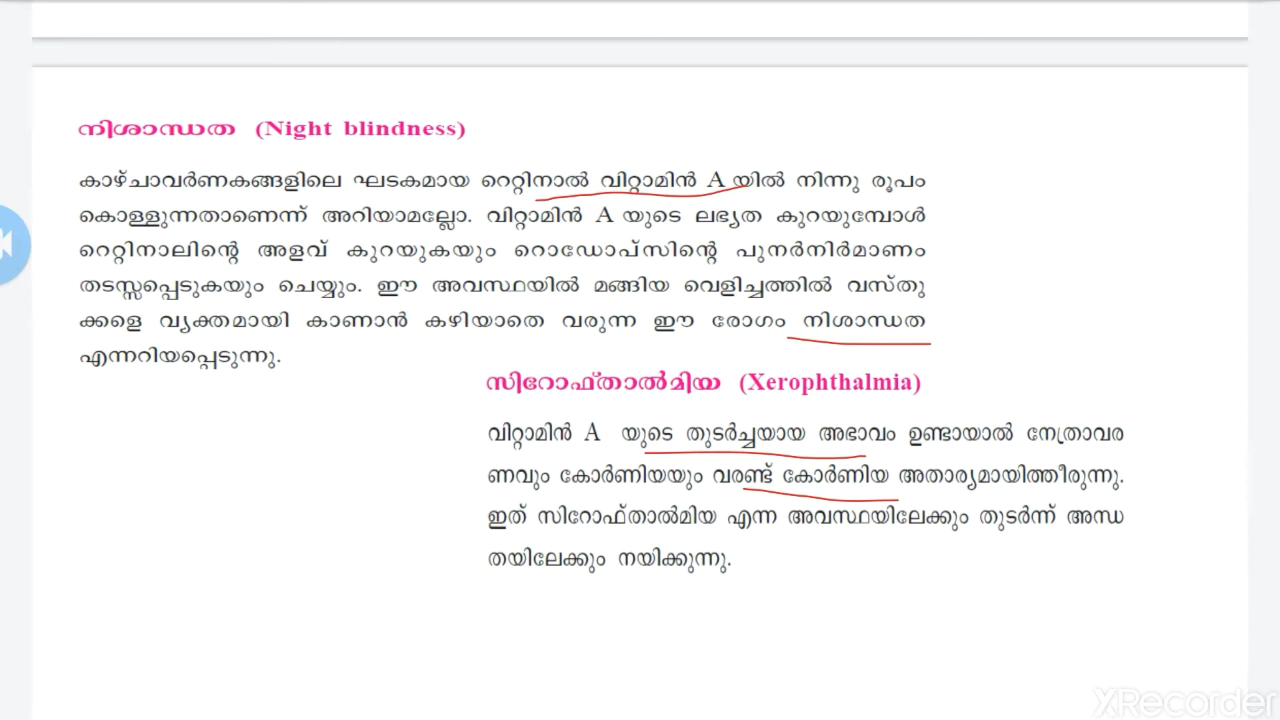 നിശാന്ധത (Night blindness)
കാഴ്ചാവർണകങ്ങളിലെ ഘടകമായ റെറ്റിനാൽ വിറ്റാമിൻ A യിൽ നിന്നു രൂപം
കൊള്ളുന്നതാണെന്ന് അറിയാമല്ലോ. വിറ്റാമിൻ A യുടെ ലഭ്യത കുറയുമ്പോൾ
റെറ്റിനാലിന്റെ അളവ് കുറയുകയും റൊഡോപ്സിന്റെ പുനർനിർമാണം
തടസ്സപ്പെടുകയും ചെയ്യും. ഈ അവസ്ഥയിൽ മങ്ങിയ വെളിച്ചത്തിൽ വസ്തു
ക്കളെ വ്യക്തമായി കാണാൻ കഴിയാതെ വരുന്ന ഈ രോഗം നിശാന്ധത
എന്നറിയപ്പെടുന്നു.
സിറോഫ്താൽമിയ (Xerophthalmia)
വിറ്റാമിൻ A യുടെ തുടർച്ചയായ അഭാവം ഉണ്ടായാൽ നേത്രാവര
ണവും കോർണിയയും വരണ്ട് കോർണിയ അതാര്യമായിത്തീരുന്നു.
ഇത് സിറോഫ്താൽമിയ എന്ന അവസ്ഥയിലേക്കും തുടർന്ന് അന്ധ
തയിലേക്കും നയിക്കുന്നു.
XRecorder